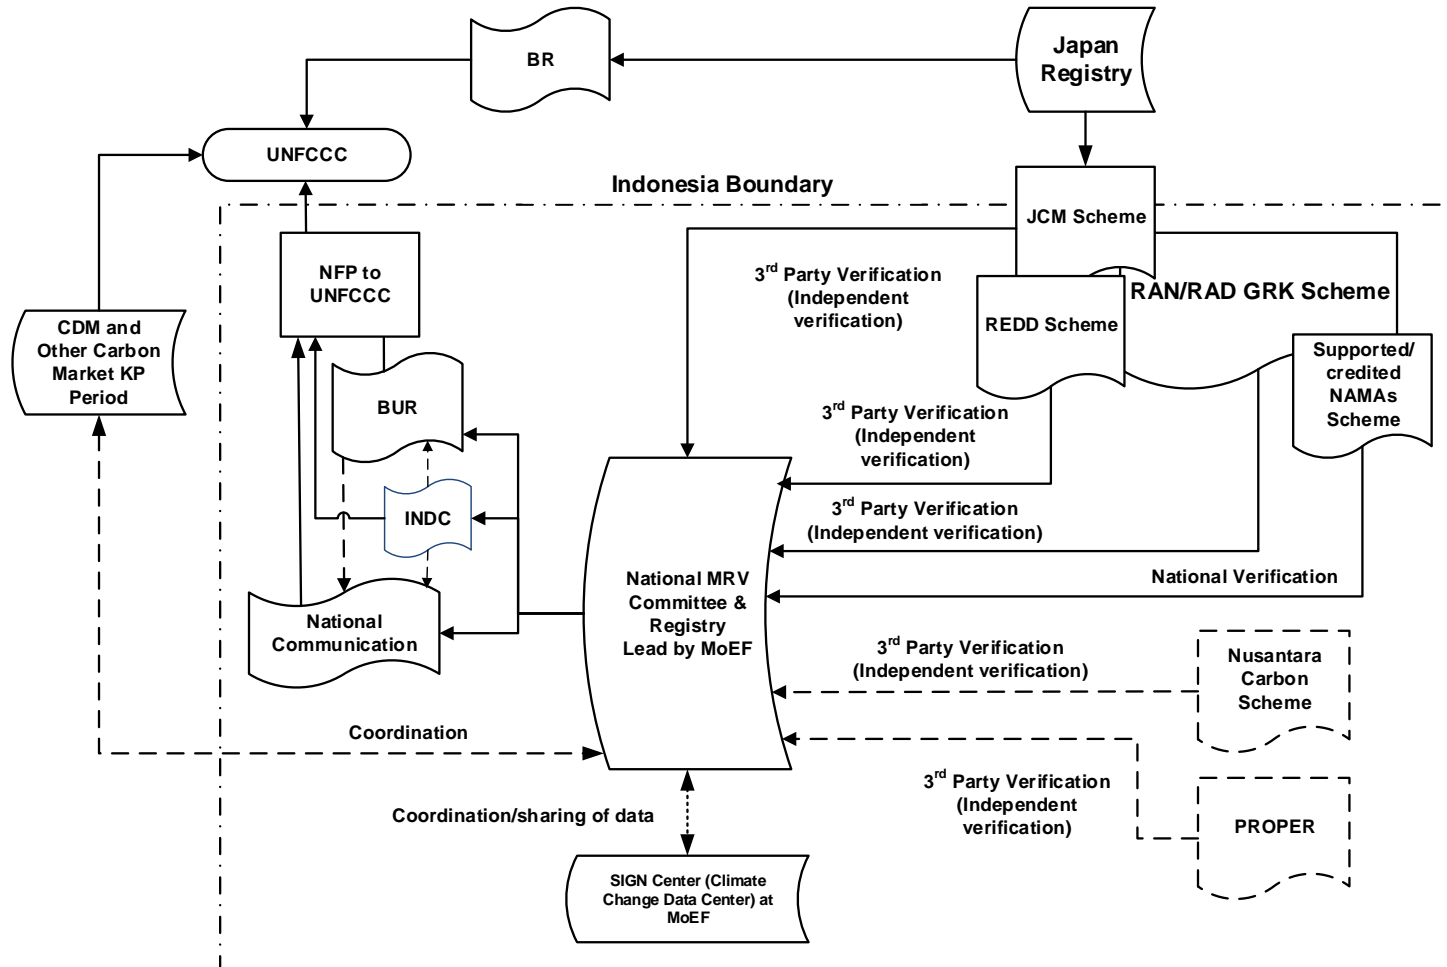 BR
Japan
Registry
UNFCCC
Indonesia Boundary
JCM Scheme
NFP to
UNFCCC
3rd Party Verification
(Independent
verification)
RAN/RAD GRK Scheme
REDD Scheme
CDM and
Other Carbon
Market KP
Period
Supported/
credited
NAMAs
Scheme
BUR
3rd Party Verification
(Independent
verification)
INDC
3rd Party Verification
(Independent verification)
National MRV
Committee &
Registry
Lead by MoEF
National Verification
National
Communication
3rd Party Verification
(Independent verification)
Nusantara
Carbon
Scheme
Coordination
3rd Party Verification
(Independent
verification)
Coordination/sharing of data
PROPER
SIGN Center (Climate
Change Data Center) at
MoEF